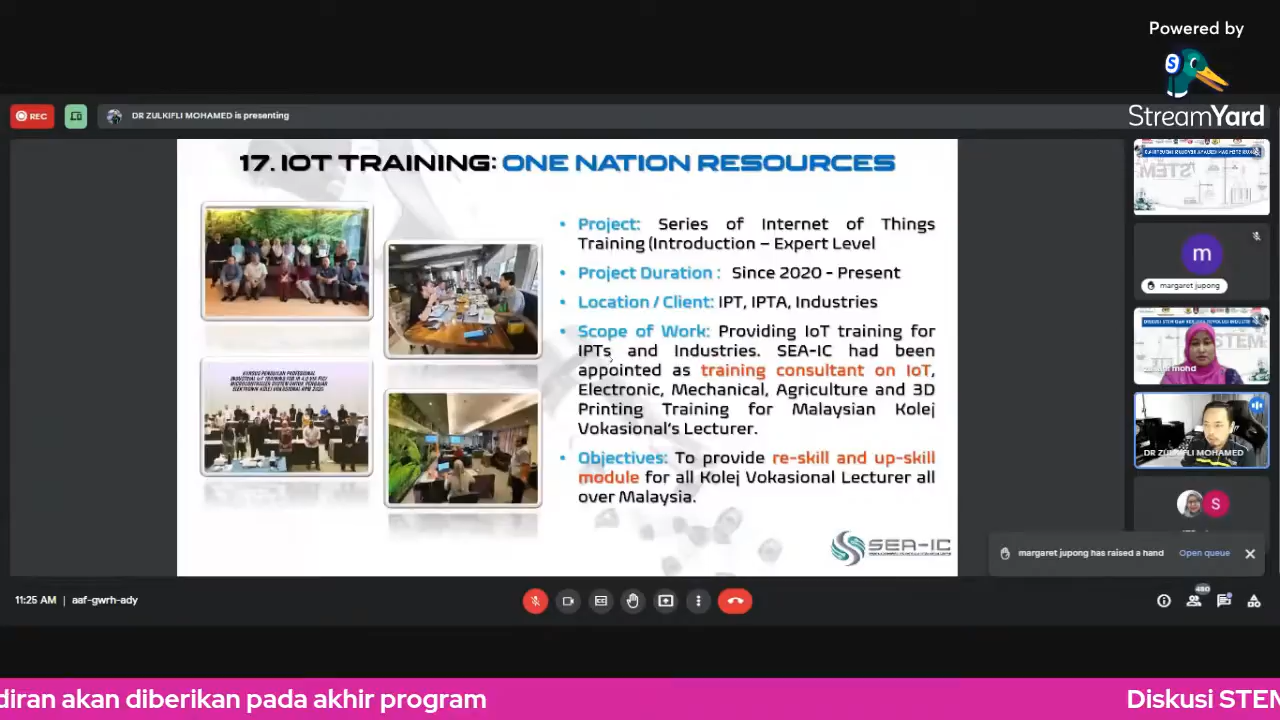 Powered by
StreamYard
REC
DR ZULKIFLI MOHAMED is presenting
17. IOT TRAINING: ONE NATION RESOURCES
• Project: Series of Internet of Things
Training (Introduction – Expert Level
• Project Duration : Since 2020 - Present
• Location / Client: IPT, IPTA, Industries
• Scope of Work: Providing IoT training for
IPTs and Industries. SEA-IC had been
appointed as training consultant on IoT,
Electronic, Mechanical, Agriculture and 3D
Printing Training for Malaysian Kolej
Vokasional's Lecturer.
• Objectives: To provide re-skill and up-skill
module for all Kolej Vokasional Lecturer all
over Malaysia.
SEA-IC
m
margaret jupong
STEM
mohd
DR ZULKIFLI MOHAMED
S
margaret jupong has raised a hand
Open queue
11:25 AM | aaf-gwrh-ady
480
diran akan diberikan pada akhir program
Diskusi STEM